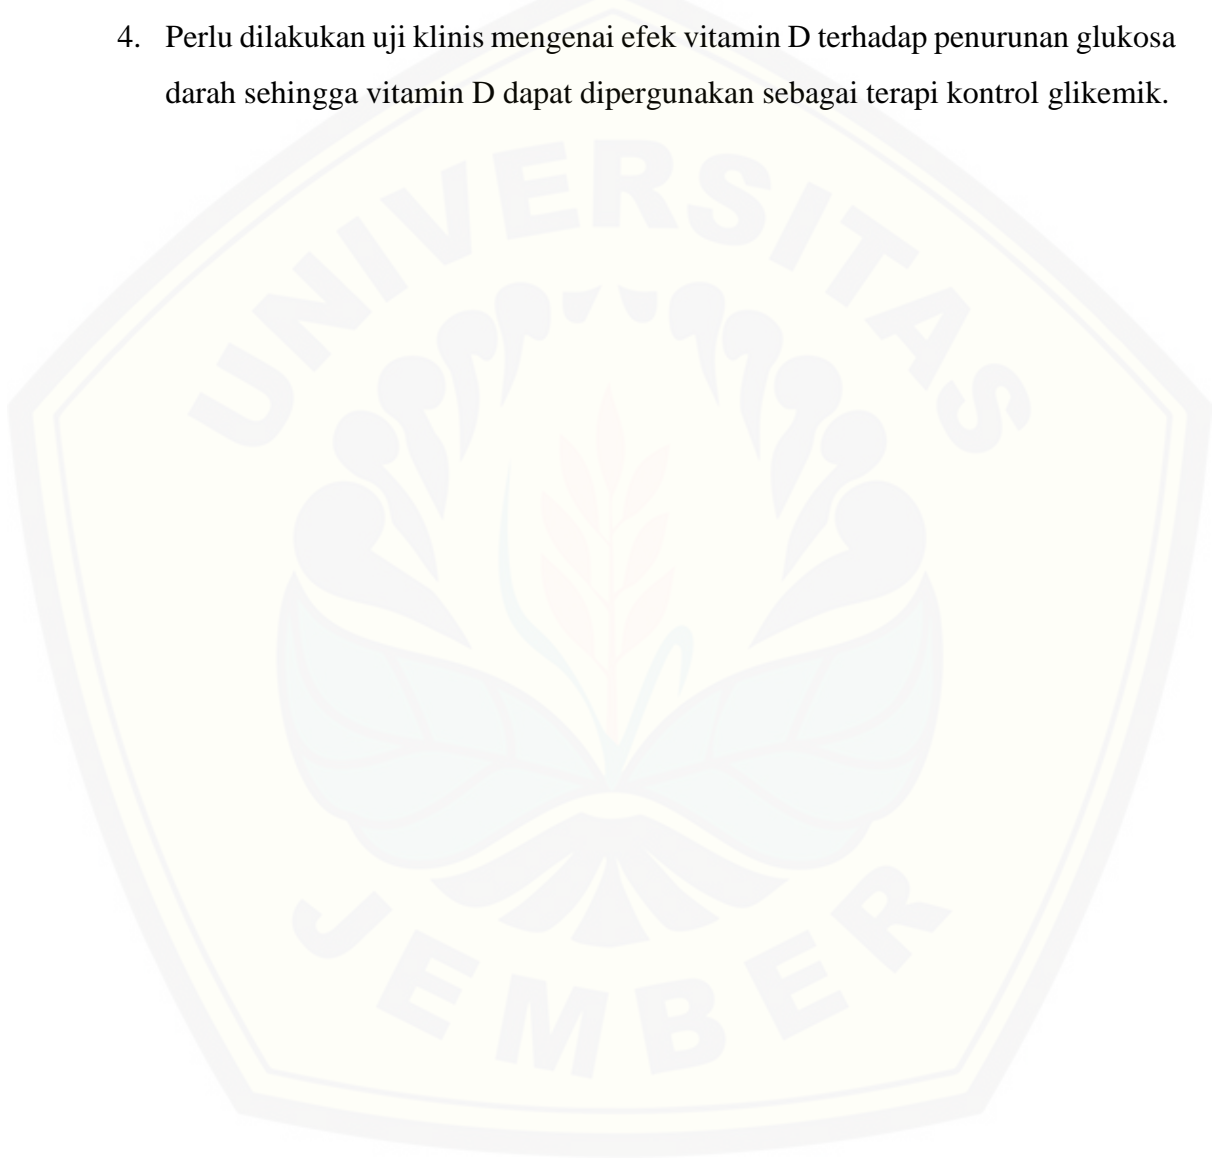 4. Perlu dilakukan uji klinis mengenai efek vitamin D terhadap penurunan glukosa
darah sehingga vitamin D dapat dipergunakan sebagai terapi kontrol glikemik.
UNIVERSITAS
JEMBER